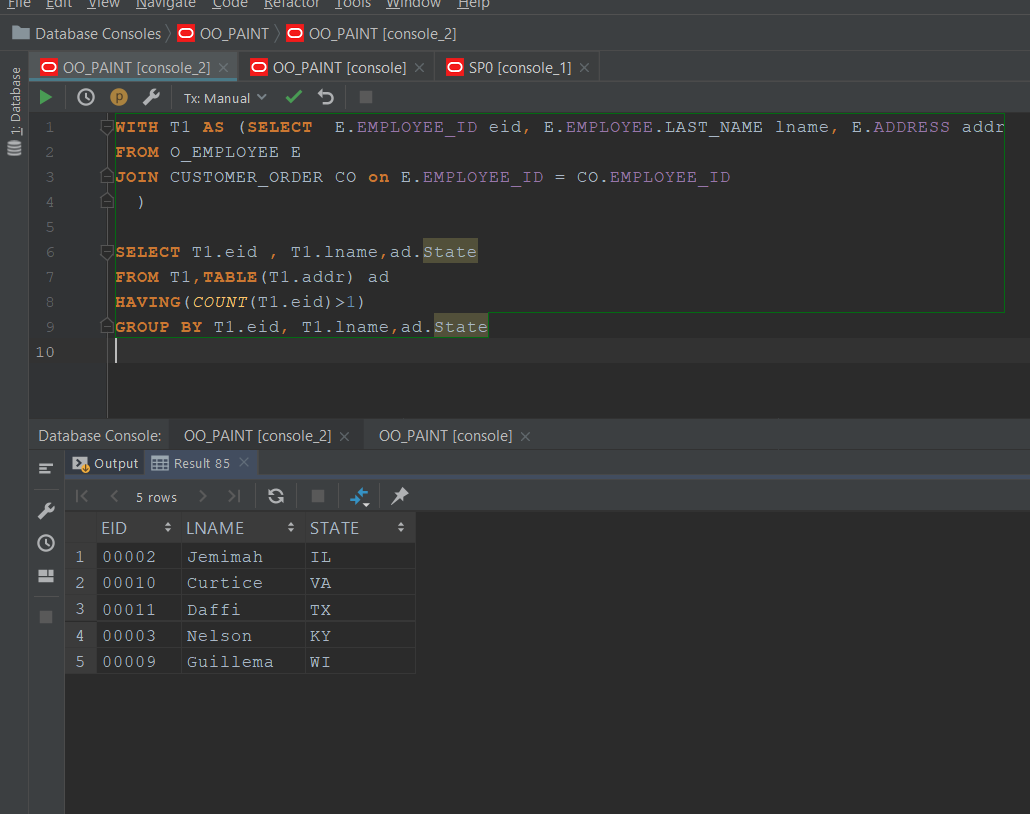 File Edit View Navigate Code Refactor Tools Window Help
Database Consoles OO_PAINT OO_PAINT [console_2]
1: Database
OO_PAINT [console_2] OO_PAINT [console] SP0 [console_1]
Tx: Manual
1 WITH T1 AS (SELECT E.EMPLOYEE_ID eid, E.EMPLOYEE.LAST_NAME lname, E.ADDRESS addr
2 FROM O_EMPLOYEE E
3 JOIN CUSTOMER_ORDER CO on E.EMPLOYEE_ID = CO.EMPLOYEE_ID
4 )
5
6 SELECT T1.eid , T1.lname,ad.State
7 FROM T1,TABLE(T1.addr) ad
8 HAVING(COUNT(T1.eid)>1)
9 GROUP BY T1.eid, T1.lname,ad.State
10
Database Console: OO_PAINT [console_2] OO_PAINT [console]
Output Result 85
5 rows
EID LNAME STATE
1 00002 Jemimah IL
2 00010 Curtice VA
3 00011 Daffi TX
4 00003 Nelson KY
5 00009 Guillema WI